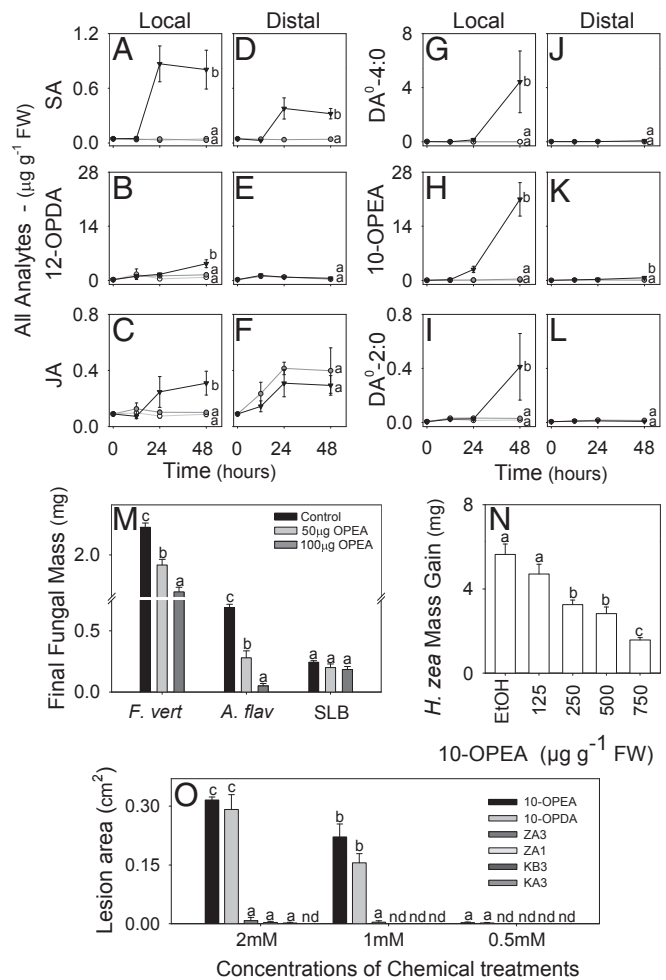 Local Distal Local Distal
All Analytes - (µg g⁻¹ FW)
A
SA
1.2
0.6
0.0
b
a
a
D
b
a
a
G
DA⁰-4:0
8
4
0
b
a
a
J
a
a
B
12-OPDA
28
14
0
b
a
a
E
a
a
H
10-OPEA
28
14
0
b
a
a
K
b
a
a
C
JA
0.8
0.4
0.0
b
a
a
F
a
a
I
DA⁰-2:0
0.8
0.4
0.0
b
a
a
L
a
a
0 24 48 0 24 48 0 24 48 0 24 48
Time (hours) Time (hours)
M
Final Fungal Mass (mg)
2.0
0.5
0.0
Control
50µg OPEA
100µg OPEA
c b a c b a a a a
F. vert A. flav SLB
N
H. zea Mass Gain (mg)
8
4
0
a a b b c
EtOH 125 250 500 750
10-OPEA (µg g⁻¹ FW)
O
Lesion area (cm²)
0.30
0.15
0.00
10-OPEA
10-OPDA
ZA3
ZA1
KB3
KA3
c c a a a nd b b a nd nd nd a a nd nd nd nd
2mM 1mM 0.5mM
Concentrations of Chemical treatments